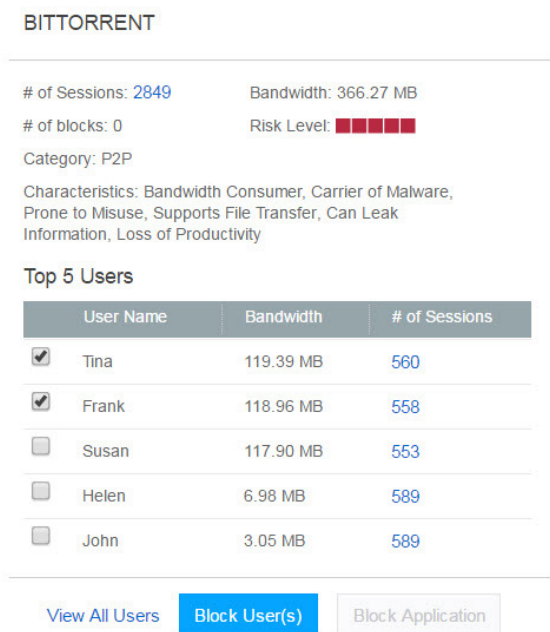 BITTORRENT
# of Sessions: 2849 Bandwidth: 366.27 MB
# of blocks: 0 Risk Level:
Category: P2P
Characteristics: Bandwidth Consumer, Carrier of Malware,
Prone to Misuse, Supports File Transfer, Can Leak
Information, Loss of Productivity
Top 5 Users
User Name Bandwidth # of Sessions
Tina 119.39 MB 560
Frank 118.96 MB 558
Susan 117.90 MB 553
Helen 6.98 MB 589
John 3.05 MB 589
View All Users Block User(s) Block Application